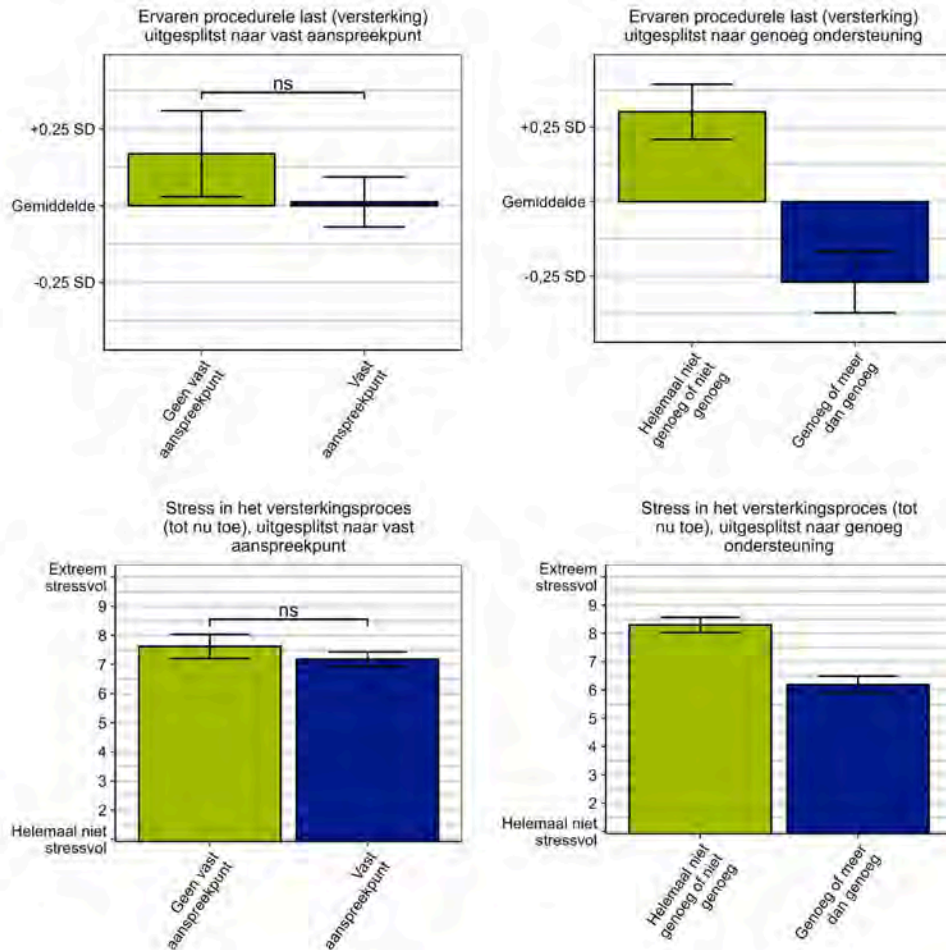 Ervaren procedurele last (versterking)
uitgesplitst naar vast aanspreekpunt
ns
+0,25 SD
Gemiddelde
-0,25 SD
Geen vast
aanspreekpunt
Vast
aanspreekpunt
Ervaren procedurele last (versterking)
uitgesplitst naar genoeg ondersteuning
+0,25 SD
Gemiddelde
-0,25 SD
Helemaal niet
genoeg of niet
genoeg
Genoeg of meer
dan genoeg
Stress in het versterkingsproces
(tot nu toe), uitgesplitst naar vast
aanspreekpunt
Extreem
stressvol
ns
9
8
7
6
5
4
3
2
Helemaal niet
stressvol
Geen vast
aanspreekpunt
Vast
aanspreekpunt
Stress in het versterkingsproces (tot
nu toe), uitgesplitst naar genoeg
ondersteuning
Extreem
stressvol
9
8
7
6
5
4
3
2
Helemaal niet
stressvol
Helemaal niet
genoeg of niet
genoeg
Genoeg of meer
dan genoeg